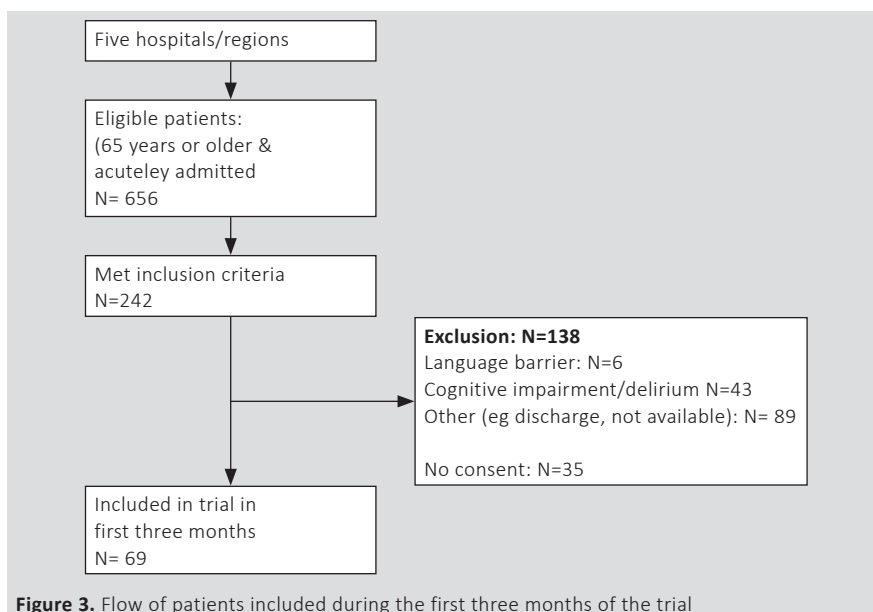 Five hospitals/regions
Eligible patients:
(65 years or older &
acuteley admitted
N= 656
Met inclusion criteria
N=242
Exclusion: N=138
Language barrier: N=6
Cognitive impairment/delirium N=43
Other (eg discharge, not available): N= 89
No consent: N=35
Included in trial in
first three months
N= 69
Figure 3. Flow of patients included during the first three months of the trial